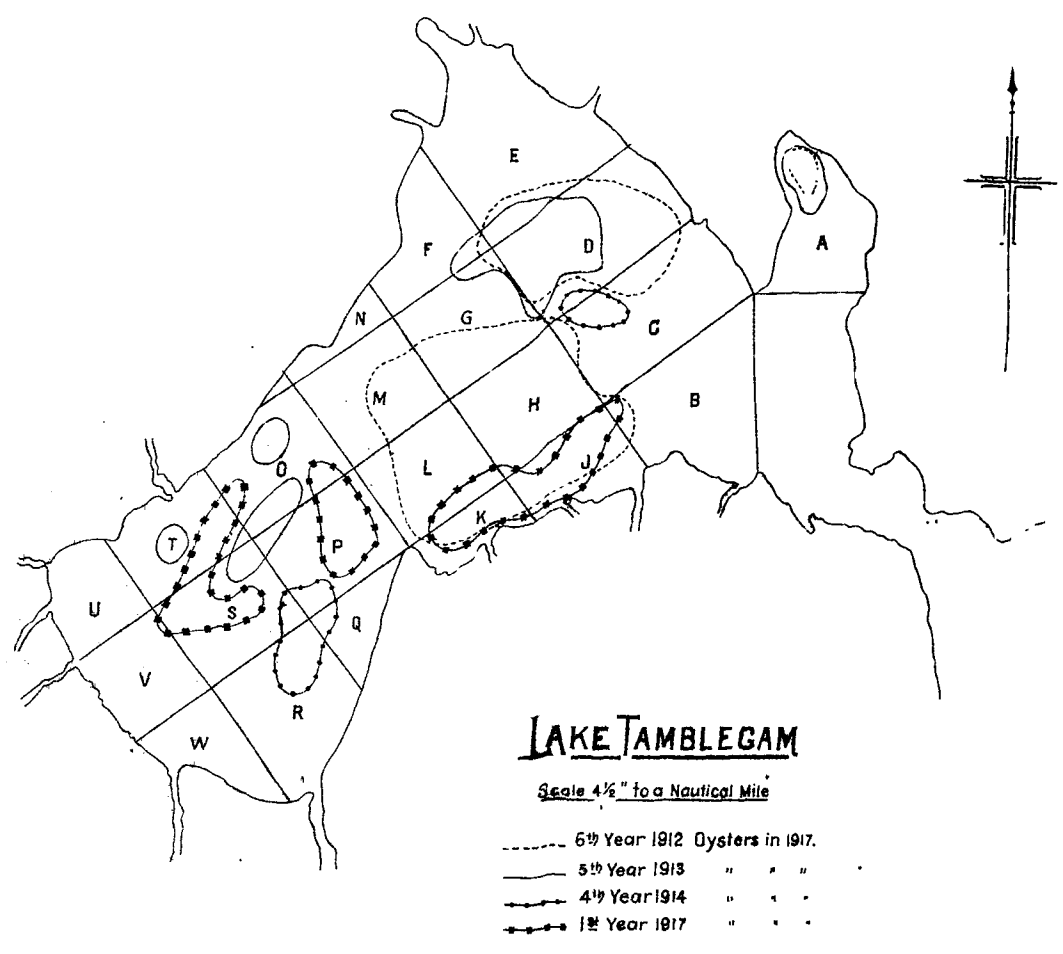 E
A
F
D
N
G
C
M
H
B
O
L
J
K
T
P
U
S
Q
V
R
W
LAKE TAMBLEGAM
Scale 4½" to a Nautical Mile
6th Year 1912 Oysters in 1917.
5th Year 1913 " " "
4th Year 1914 " " "
1st Year 1917 " " "